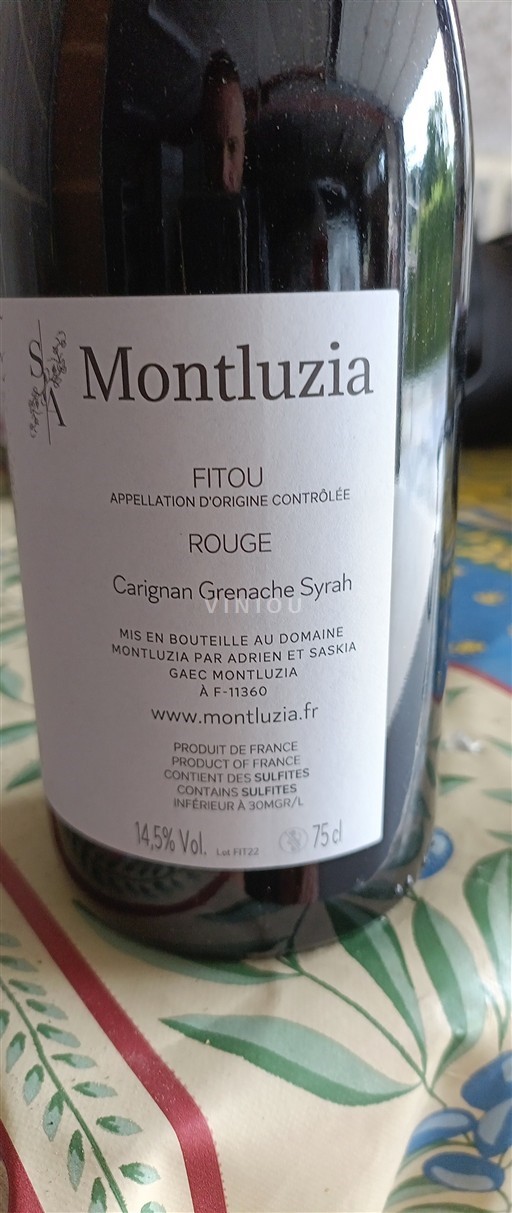 S
A
Montluzia
FITOU
APPELLATION D'ORIGINE CONTRÔLÉE
ROUGE
Carignan Grenache Syrah
VINIOU
MIS EN BOUTEILLE AU DOMAINE
MONTLUZIA PAR ADRIEN ET SASKIA
GAEC MONTLUZIA
À F-11360
www.montluzia.fr
PRODUIT DE FRANCE
PRODUCT OF FRANCE
CONTIENT DES SULFITES
CONTAINS SULFITES
INFÉRIEUR À 30MGR/L
14,5% Vol. Lot FIT22 75 cl